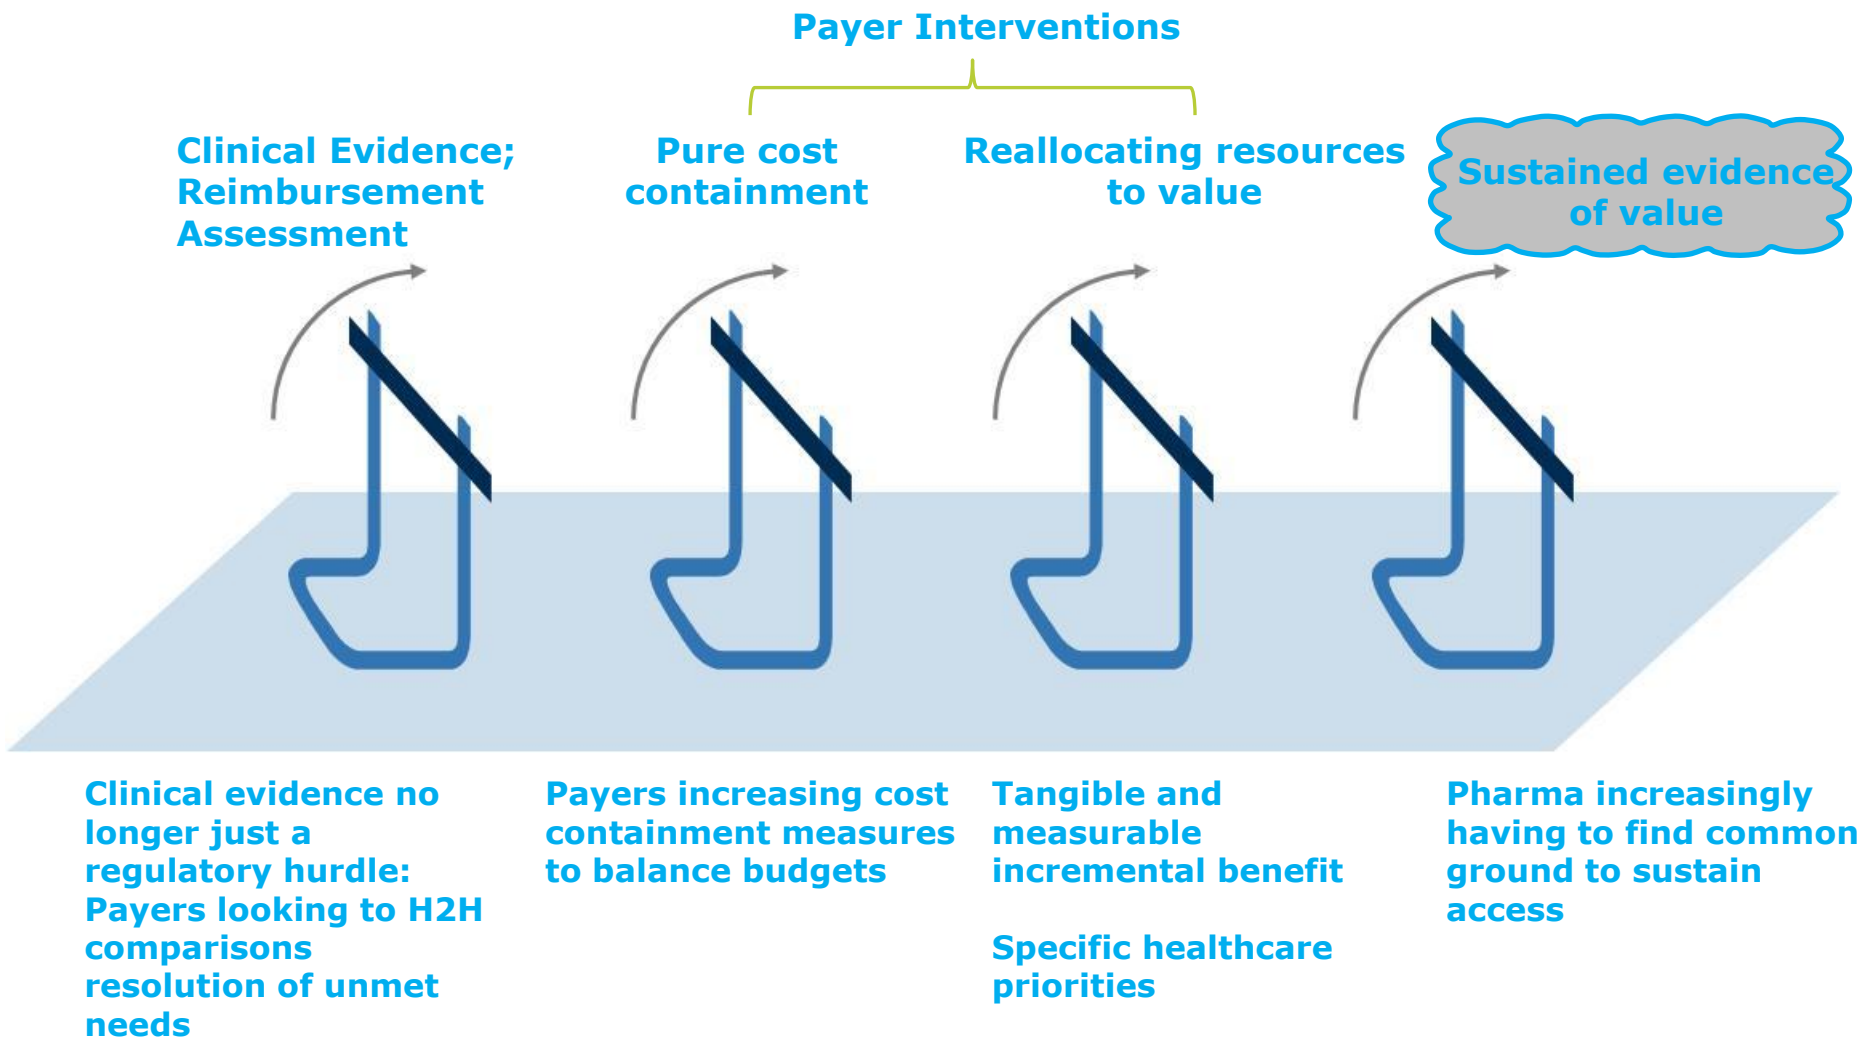 Payer Interventions
Clinical Evidence;
Reimbursement
Assessment
Pure cost
containment
Reallocating resources
to value
Sustained evidence
of value
Clinical evidence no
longer just a
regulatory hurdle:
Payers looking to H2H
comparisons
resolution of unmet
needs
Payers increasing cost
containment measures
to balance budgets
Tangible and
measurable
incremental benefit
Specific healthcare
priorities
Pharma increasingly
having to find common
ground to sustain
access